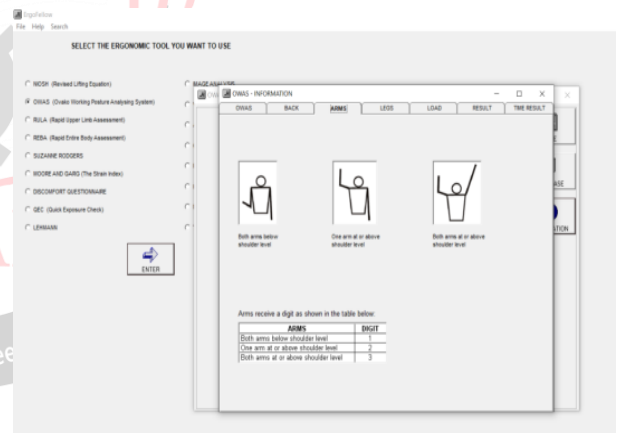 ErgoFellow
File Help Search
SELECT THE ERGONOMIC TOOL YOU WANT TO USE
NIOSH (Revised Lifting Equation)
OWAS (Ovako Working Posture Analysing System)
RULA (Rapid Upper Limb Assessment)
REBA (Rapid Entire Body Assessment)
SUZANNE RODGERS
MOORE AND GARG (The Strain Index)
DISCOMFORT QUESTIONNAIRE
QEC (Quick Exposure Check)
LEHMANN
ENTER
OWAS - INFORMATION
OWAS BACK ARMS LEGS LOAD RESULT TIME RESULT
Both arms below
shoulder level
One arm at or above
shoulder level
Both arms at or above
shoulder level
Arms receive a digit as shown in the table below:
ARMS DIGIT
Both arms below shoulder level 1
One arm at or above shoulder level 2
Both arms at or above shoulder level 3